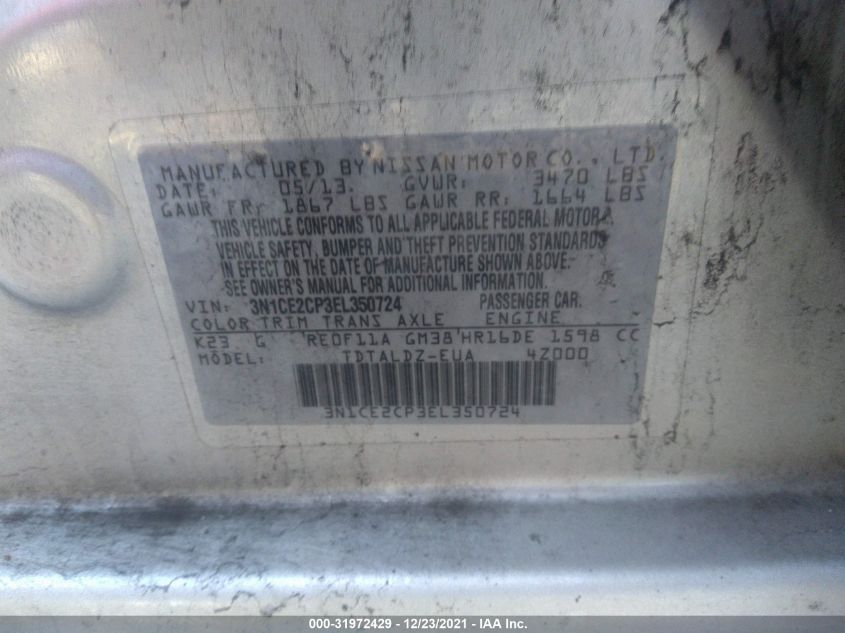 MANUFACTURED BY NISSAN MOTOR CO., LTD.
DATE: 05/13 GVWR: 3470 LBS
GAWR FR: 1867 LBS GAWR RR: 1664 LBS
THIS VEHICLE CONFORMS TO ALL APPLICABLE FEDERAL MOTOR
VEHICLE SAFETY, BUMPER AND THEFT PREVENTION STANDARDS
IN EFFECT ON THE DATE OF MANUFACTURE SHOWN ABOVE.
SEE OWNER'S MANUAL FOR ADDITIONAL INFORMATION.
VIN: 3N1CE2CP3EL350724 PASSENGER CAR
COLOR TRIM TRANS AXLE ENGINE
K23 G RE0F11A GM38 HR16DE 1598 CC
MODEL: TDTALDZ-EUA 4Z000
3N1CE2CP3EL350724
000-31972429 - 12/23/2021 - IAA Inc.